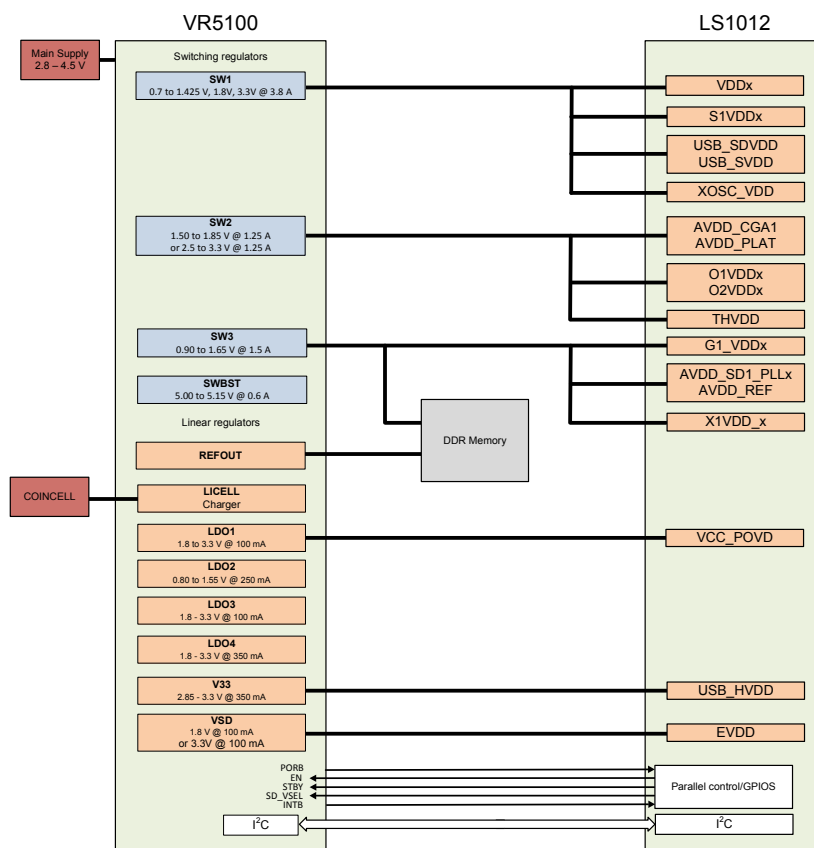 VR5100
LS1012
Main Supply
2.8 – 4.5 V
Switching regulators
SW1
0.7 to 1.425 V, 1.8V, 3.3V @ 3.8 A
VDDx
S1VDDx
USB_SDVDD
USB_SVDD
XOSC_VDD
SW2
1.50 to 1.85 V @ 1.25 A
or 2.5 to 3.3 V @ 1.25 A
AVDD_CGA1
AVDD_PLAT
O1VDDx
O2VDDx
THVDD
SW3
0.90 to 1.65 V @ 1.5 A
G1_VDDx
SWBST
5.00 to 5.15 V @ 0.6 A
AVDD_SD1_PLLx
AVDD_REF
Linear regulators
X1VDD_x
DDR Memory
REFOUT
COINCELL
LICELL
Charger
LDO1
1.8 to 3.3 V @ 100 mA
VCC_POVD
LDO2
0.80 to 1.55 V @ 250 mA
LDO3
1.8 - 3.3 V @ 100 mA
LDO4
1.8 - 3.3 V @ 350 mA
V33
2.85 - 3.3 V @ 350 mA
USB_HVDD
VSD
1.8 V @ 100 mA
or 3.3V @ 100 mA
EVDD
PORB
EN
STBY
SD_VSEL
INTB
Parallel control/GPIOS
I²C
I²C